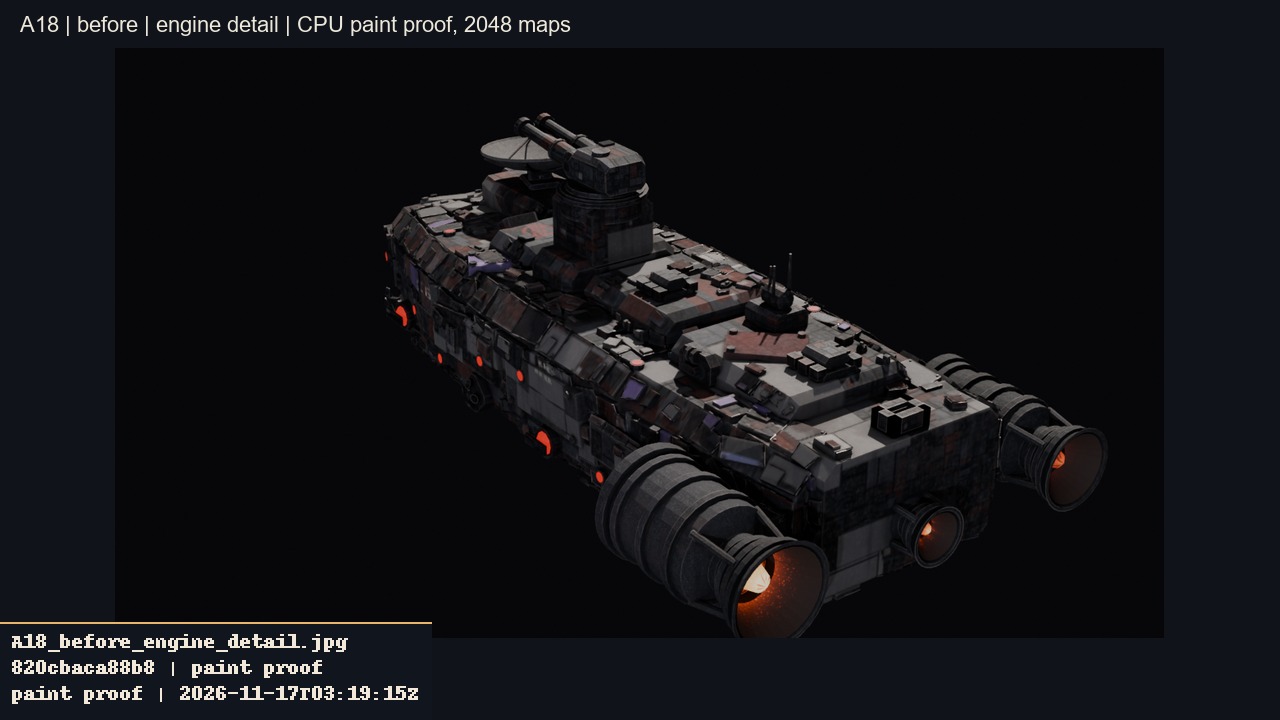 A18 | before | engine detail | CPU paint proof, 2048 maps
A18_before_engine_detail.jpg
820cbaca88b8 | paint proof
paint proof | 2026-11-17T03:19:15Z